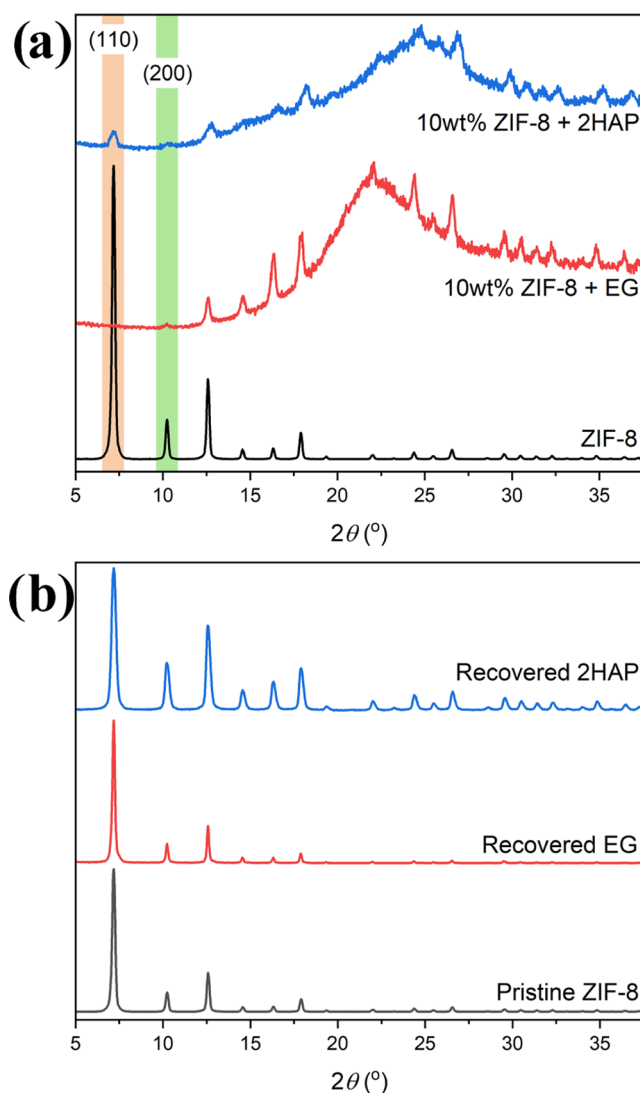 (a)
(110)
(200)
10wt% ZIF-8 + 2HAP
10wt% ZIF-8 + EG
ZIF-8
5 10 15 20 25 30 35
2θ (º)
(b)
Recovered 2HAP
Recovered EG
Pristine ZIF-8
5 10 15 20 25 30 35
2θ (º)